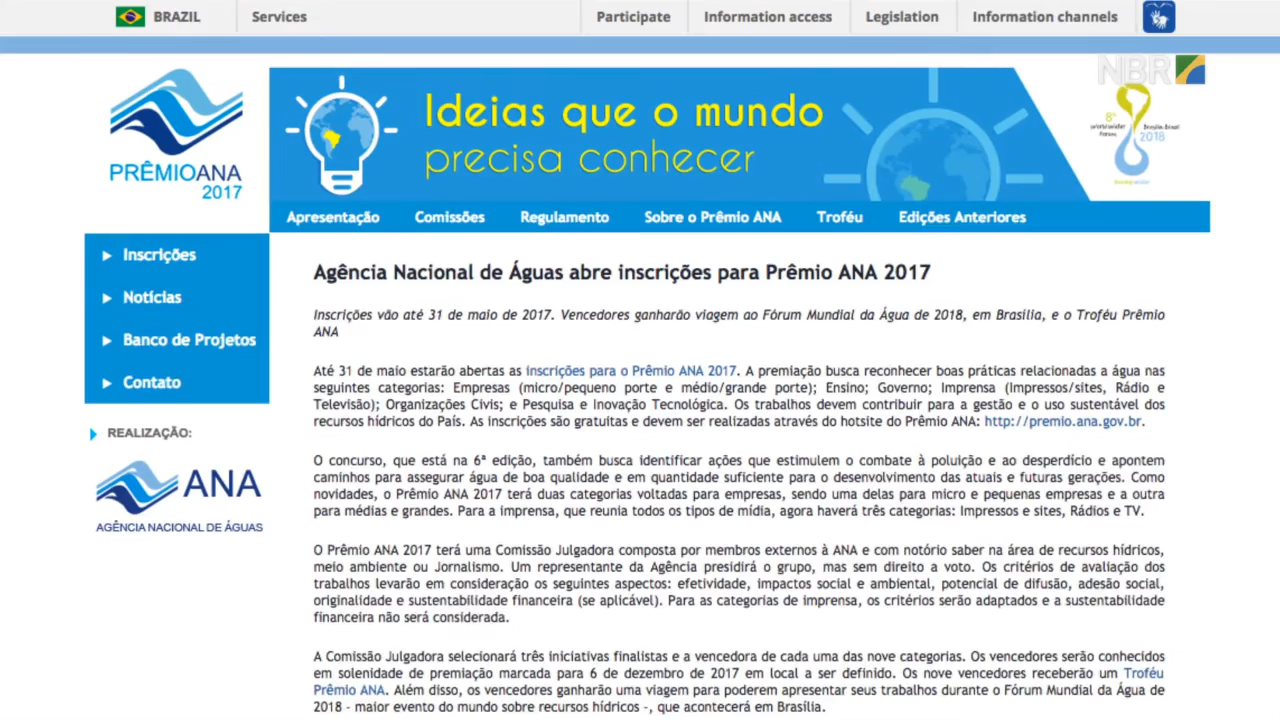 BRAZIL Services Participate Information access Legislation Information channels
NBR
PRÊMIOANA
2017
Ideias que o mundo
precisa conhecer
8º
Brasília Brasil
2018
Apresentação Comissões Regulamento Sobre o Prêmio ANA Troféu Edições Anteriores
Inscrições
Notícias
Banco de Projetos
Contato
REALIZAÇÃO:
ANA
AGÊNCIA NACIONAL DE ÁGUAS
Agência Nacional de Águas abre inscrições para Prêmio ANA 2017
Inscrições vão até 31 de maio de 2017. Vencedores ganharão viagem ao Fórum Mundial da Água de 2018, em Brasília, e o Troféu Prêmio
ANA
Até 31 de maio estarão abertas as inscrições para o Prêmio ANA 2017. A premiação busca reconhecer boas práticas relacionadas a água nas
seguintes categorias: Empresas (micro/pequeno porte e médio/grande porte); Ensino; Governo; Imprensa (Impressos/sites, Rádio e
Televisão); Organizações Civis; e Pesquisa e Inovação Tecnológica. Os trabalhos devem contribuir para a gestão e o uso sustentável dos
recursos hídricos do País. As inscrições são gratuitas e devem ser realizadas através do hotsite do Prêmio ANA: http://premio.ana.gov.br.
O concurso, que está na 6ª edição, também busca identificar ações que estimulem o combate à poluição e ao desperdício e apontem
caminhos para assegurar água de boa qualidade e em quantidade suficiente para o desenvolvimento das atuais e futuras gerações. Como
novidades, o Prêmio ANA 2017 terá duas categorias voltadas para empresas, sendo uma delas para micro e pequenas empresas e a outra
para médias e grandes. Para a imprensa, que reunia todos os tipos de mídia, agora haverá três categorias: Impressos e sites, Rádios e TV.
O Prêmio ANA 2017 terá uma Comissão Julgadora composta por membros externos à ANA e com notório saber na área de recursos hídricos,
meio ambiente ou Jornalismo. Um representante da Agência presidirá o grupo, mas sem direito a voto. Os critérios de avaliação dos
trabalhos levarão em consideração os seguintes aspectos: efetividade, impactos social e ambiental, potencial de difusão, adesão social,
originalidade e sustentabilidade financeira (se aplicável). Para as categorias de imprensa, os critérios serão adaptados e a sustentabilidade
financeira não será considerada.
A Comissão Julgadora selecionará três iniciativas finalistas e a vencedora de cada uma das nove categorias. Os vencedores serão conhecidos
em solenidade de premiação marcada para 6 de dezembro de 2017 em local a ser definido. Os nove vencedores receberão um Troféu
Prêmio ANA. Além disso, os vencedores ganharão uma viagem para poderem apresentar seus trabalhos durante o Fórum Mundial da Água de
2018 – maior evento do mundo sobre recursos hídricos –, que acontecerá em Brasília.